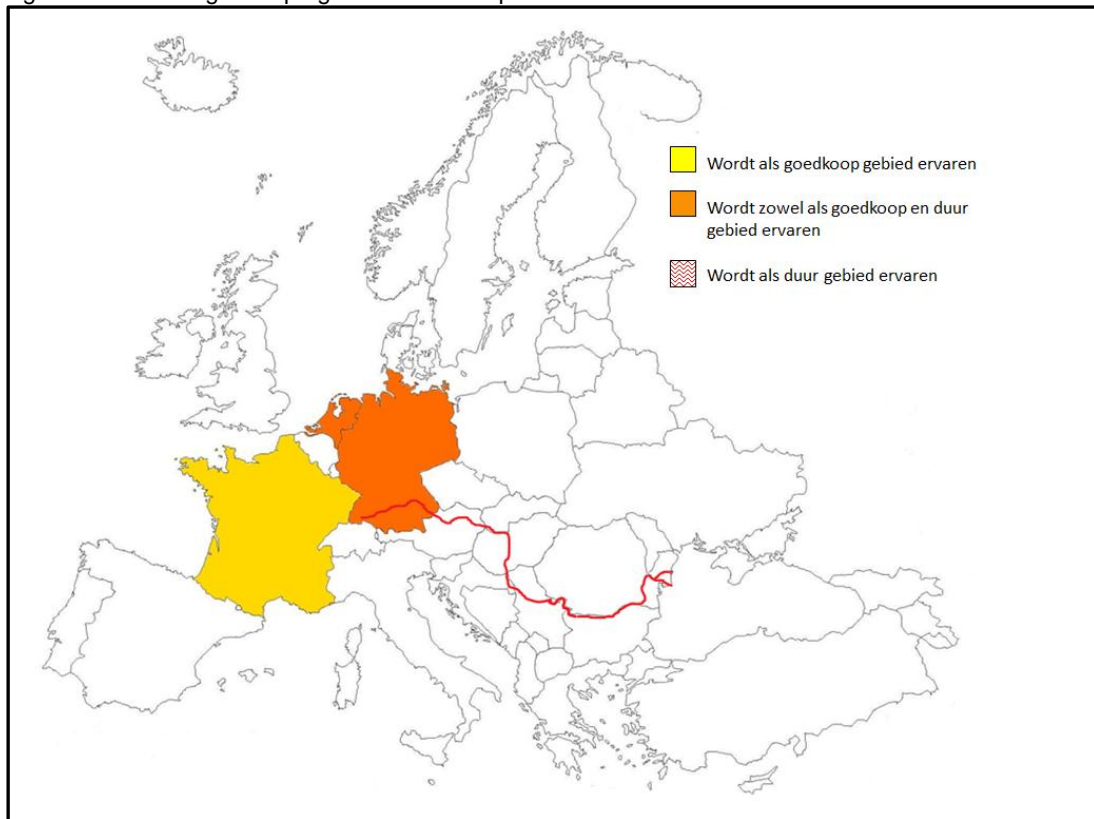 Wordt als goedkoop gebied ervaren
Wordt zowel als goedkoop en duur
gebied ervaren
Wordt als duur gebied ervaren